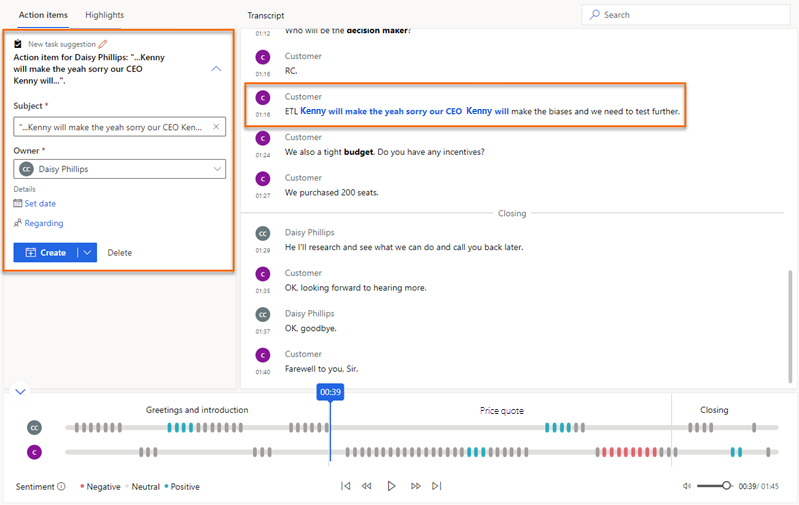 Action items
Highlights
Transcript
Search
New task suggestion
Action item for Daisy Phillips: "...Kenny
will make the yeah sorry our CEO
Kenny will...".
Subject *
"...Kenny will make the yeah sorry our CEO Ken...
Owner *
CC Daisy Phillips
Details
Set date
Regarding
Create
Delete
Who will be the decision maker?
01:12
C Customer
01:16 RC.
C Customer
01:16 ETL Kenny will make the yeah sorry our CEO Kenny will make the biases and we need to test further.
C Customer
01:24 We also a tight budget. Do you have any incentives?
C Customer
01:27 We purchased 200 seats.
Closing
CC Daisy Phillips
01:29 He I'll research and see what we can do and call you back later.
C Customer
01:35 OK, looking forward to hearing more.
CC Daisy Phillips
01:37 OK, goodbye.
C Customer
01:40 Farewell to you, Sir.
00:39
Greetings and introduction
Price quote
Closing
CC
C
Sentiment
Negative
Neutral
Positive
00:39/ 01:45